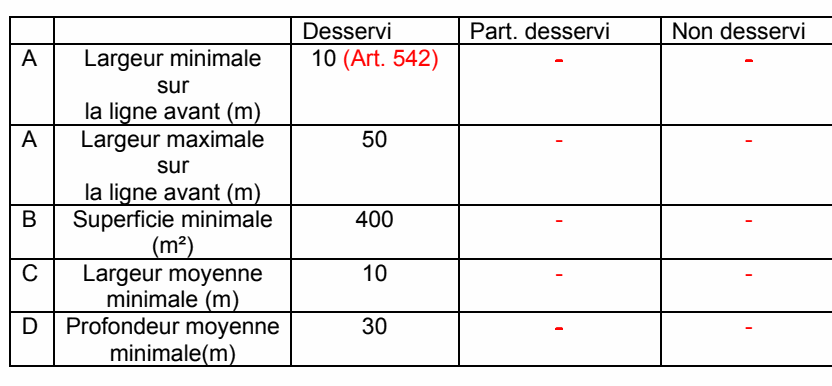 Desservi Part. desservi Non desservi
A Largeur minimale sur la ligne avant (m) 10 (Art. 542) - -
A Largeur maximale sur la ligne avant (m) 50 - -
B Superficie minimale (m²) 400 - -
C Largeur moyenne minimale (m) 10 - -
D Profondeur moyenne minimale(m) 30 - -